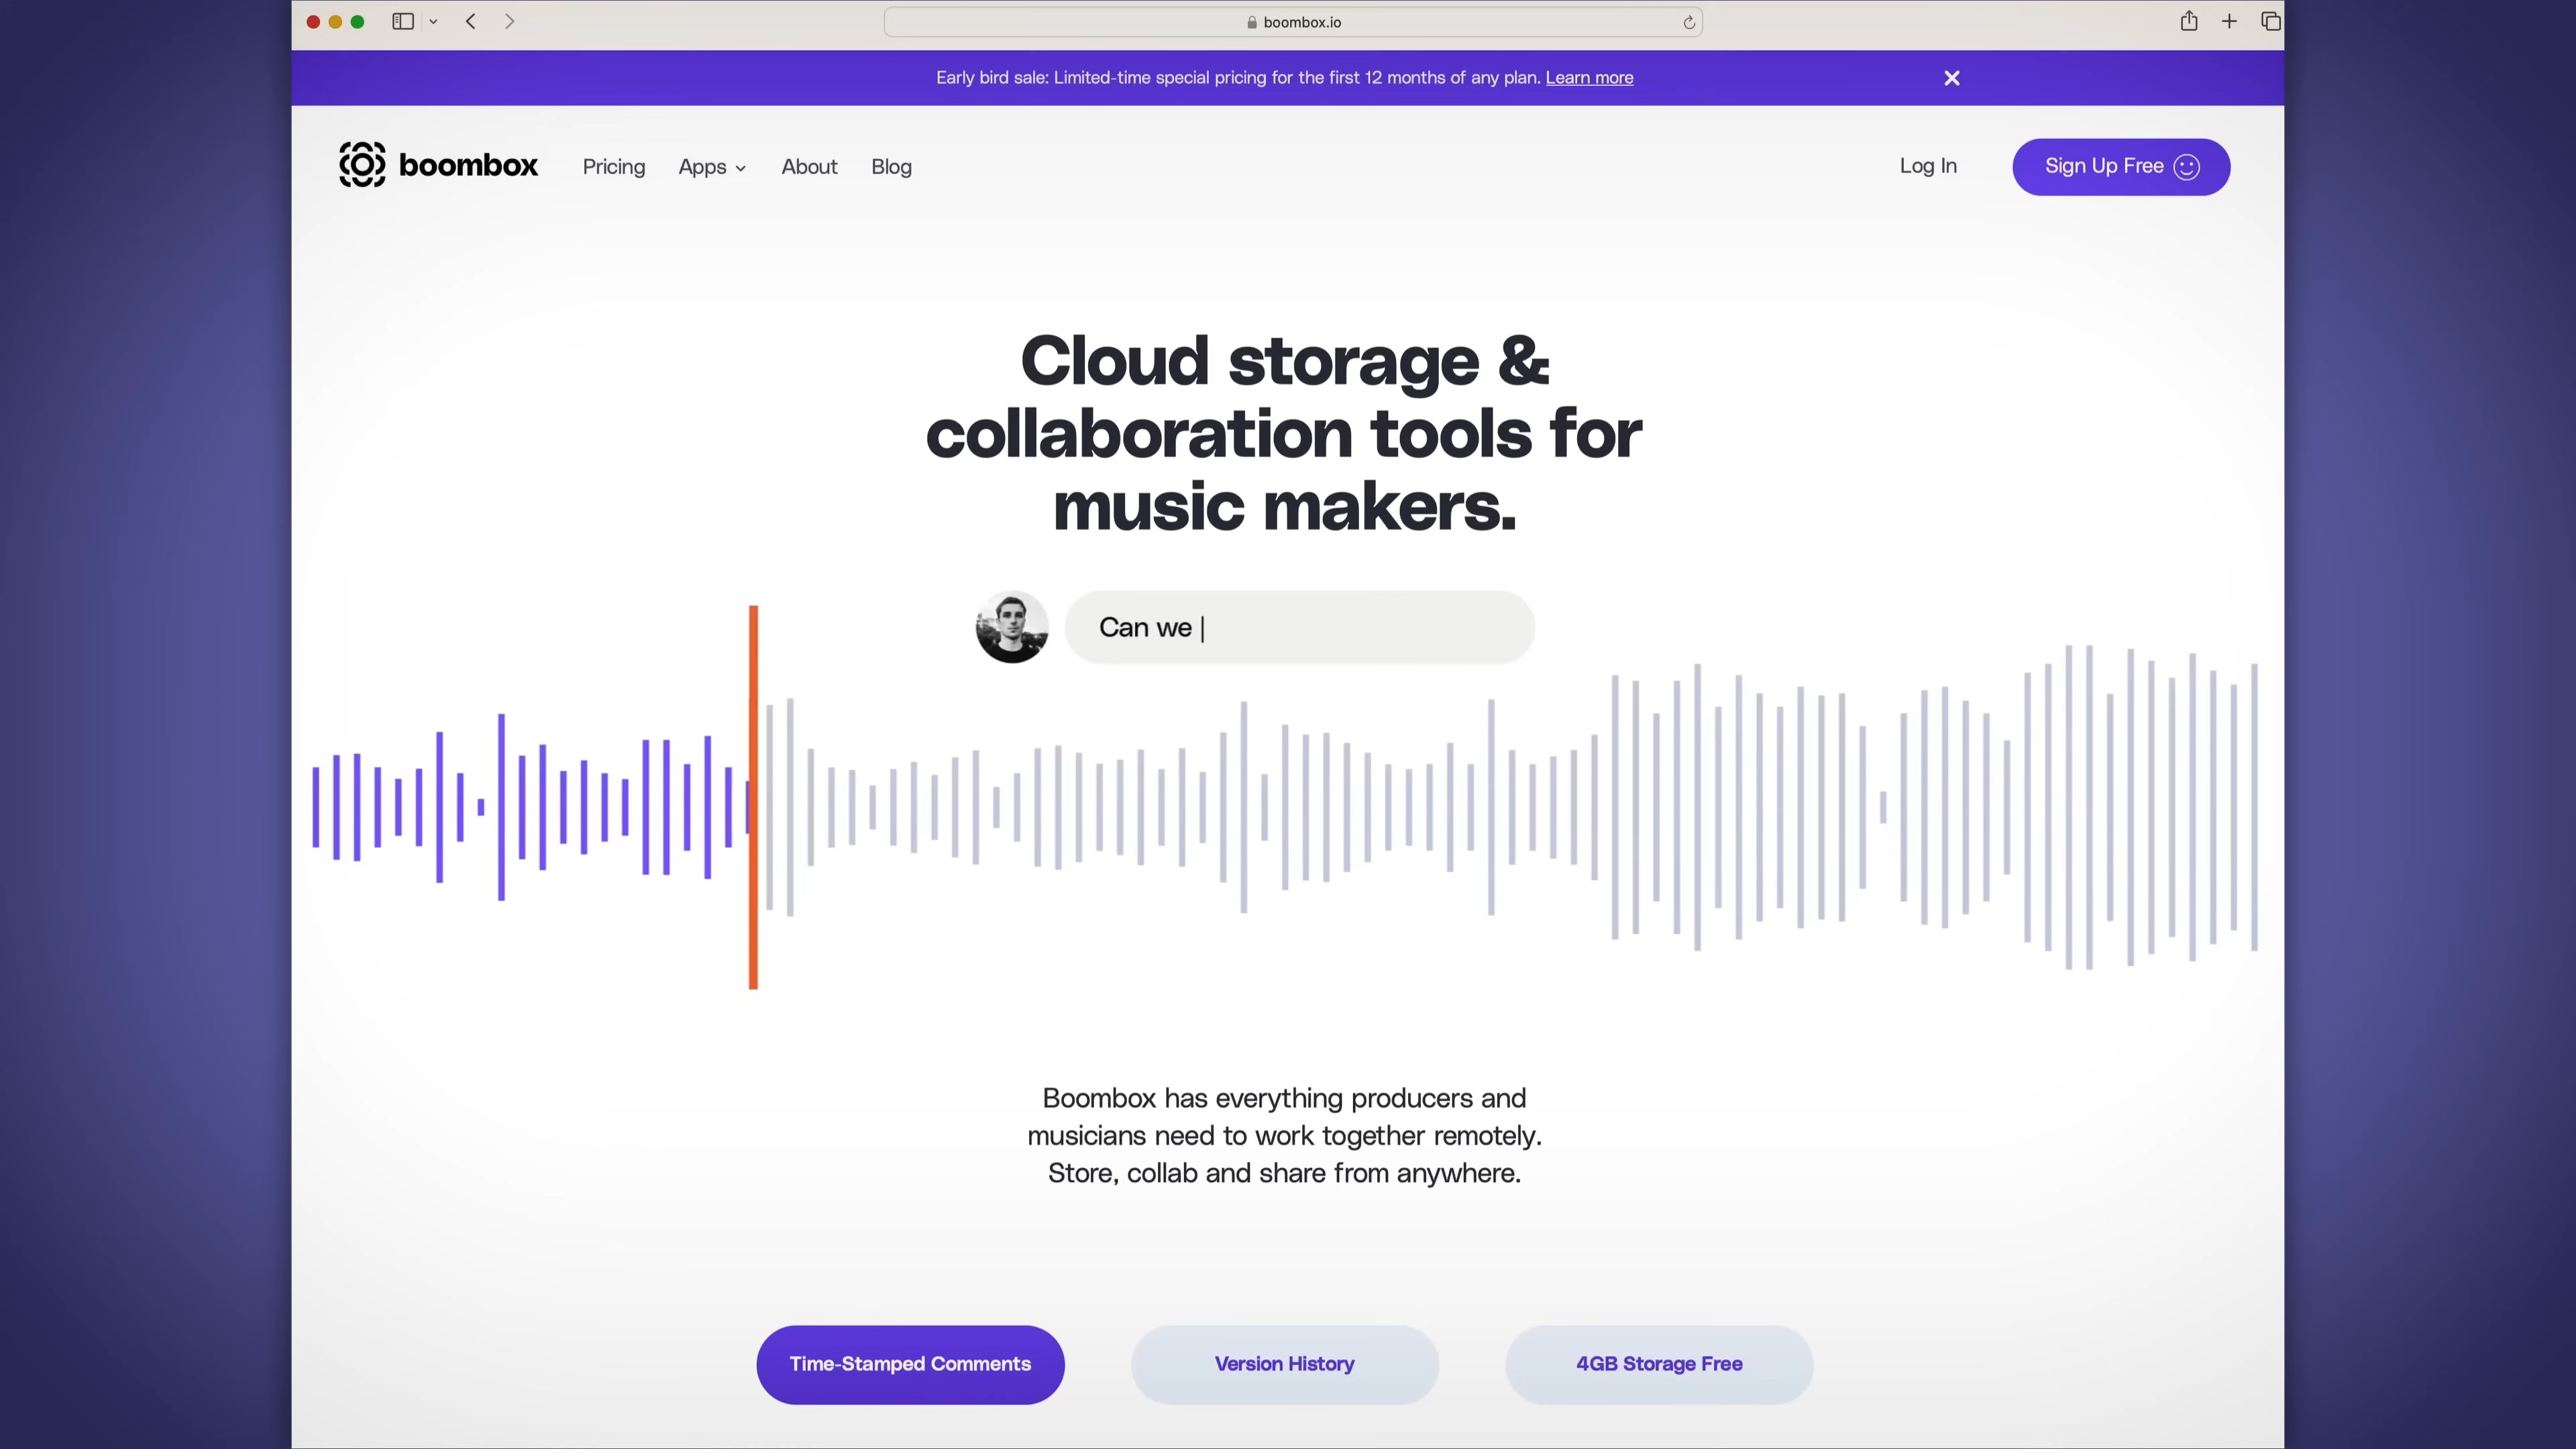 boombox.io
Early bird sale: Limited-time special pricing for the first 12 months of any plan. Learn more
boombox Pricing Apps About Blog Log In Sign Up Free
Cloud storage &
collaboration tools for
music makers.
Can we
Boombox has everything producers and
musicians need to work together remotely.
Store, collab and share from anywhere.
Time-Stamped Comments Version History 4GB Storage Free